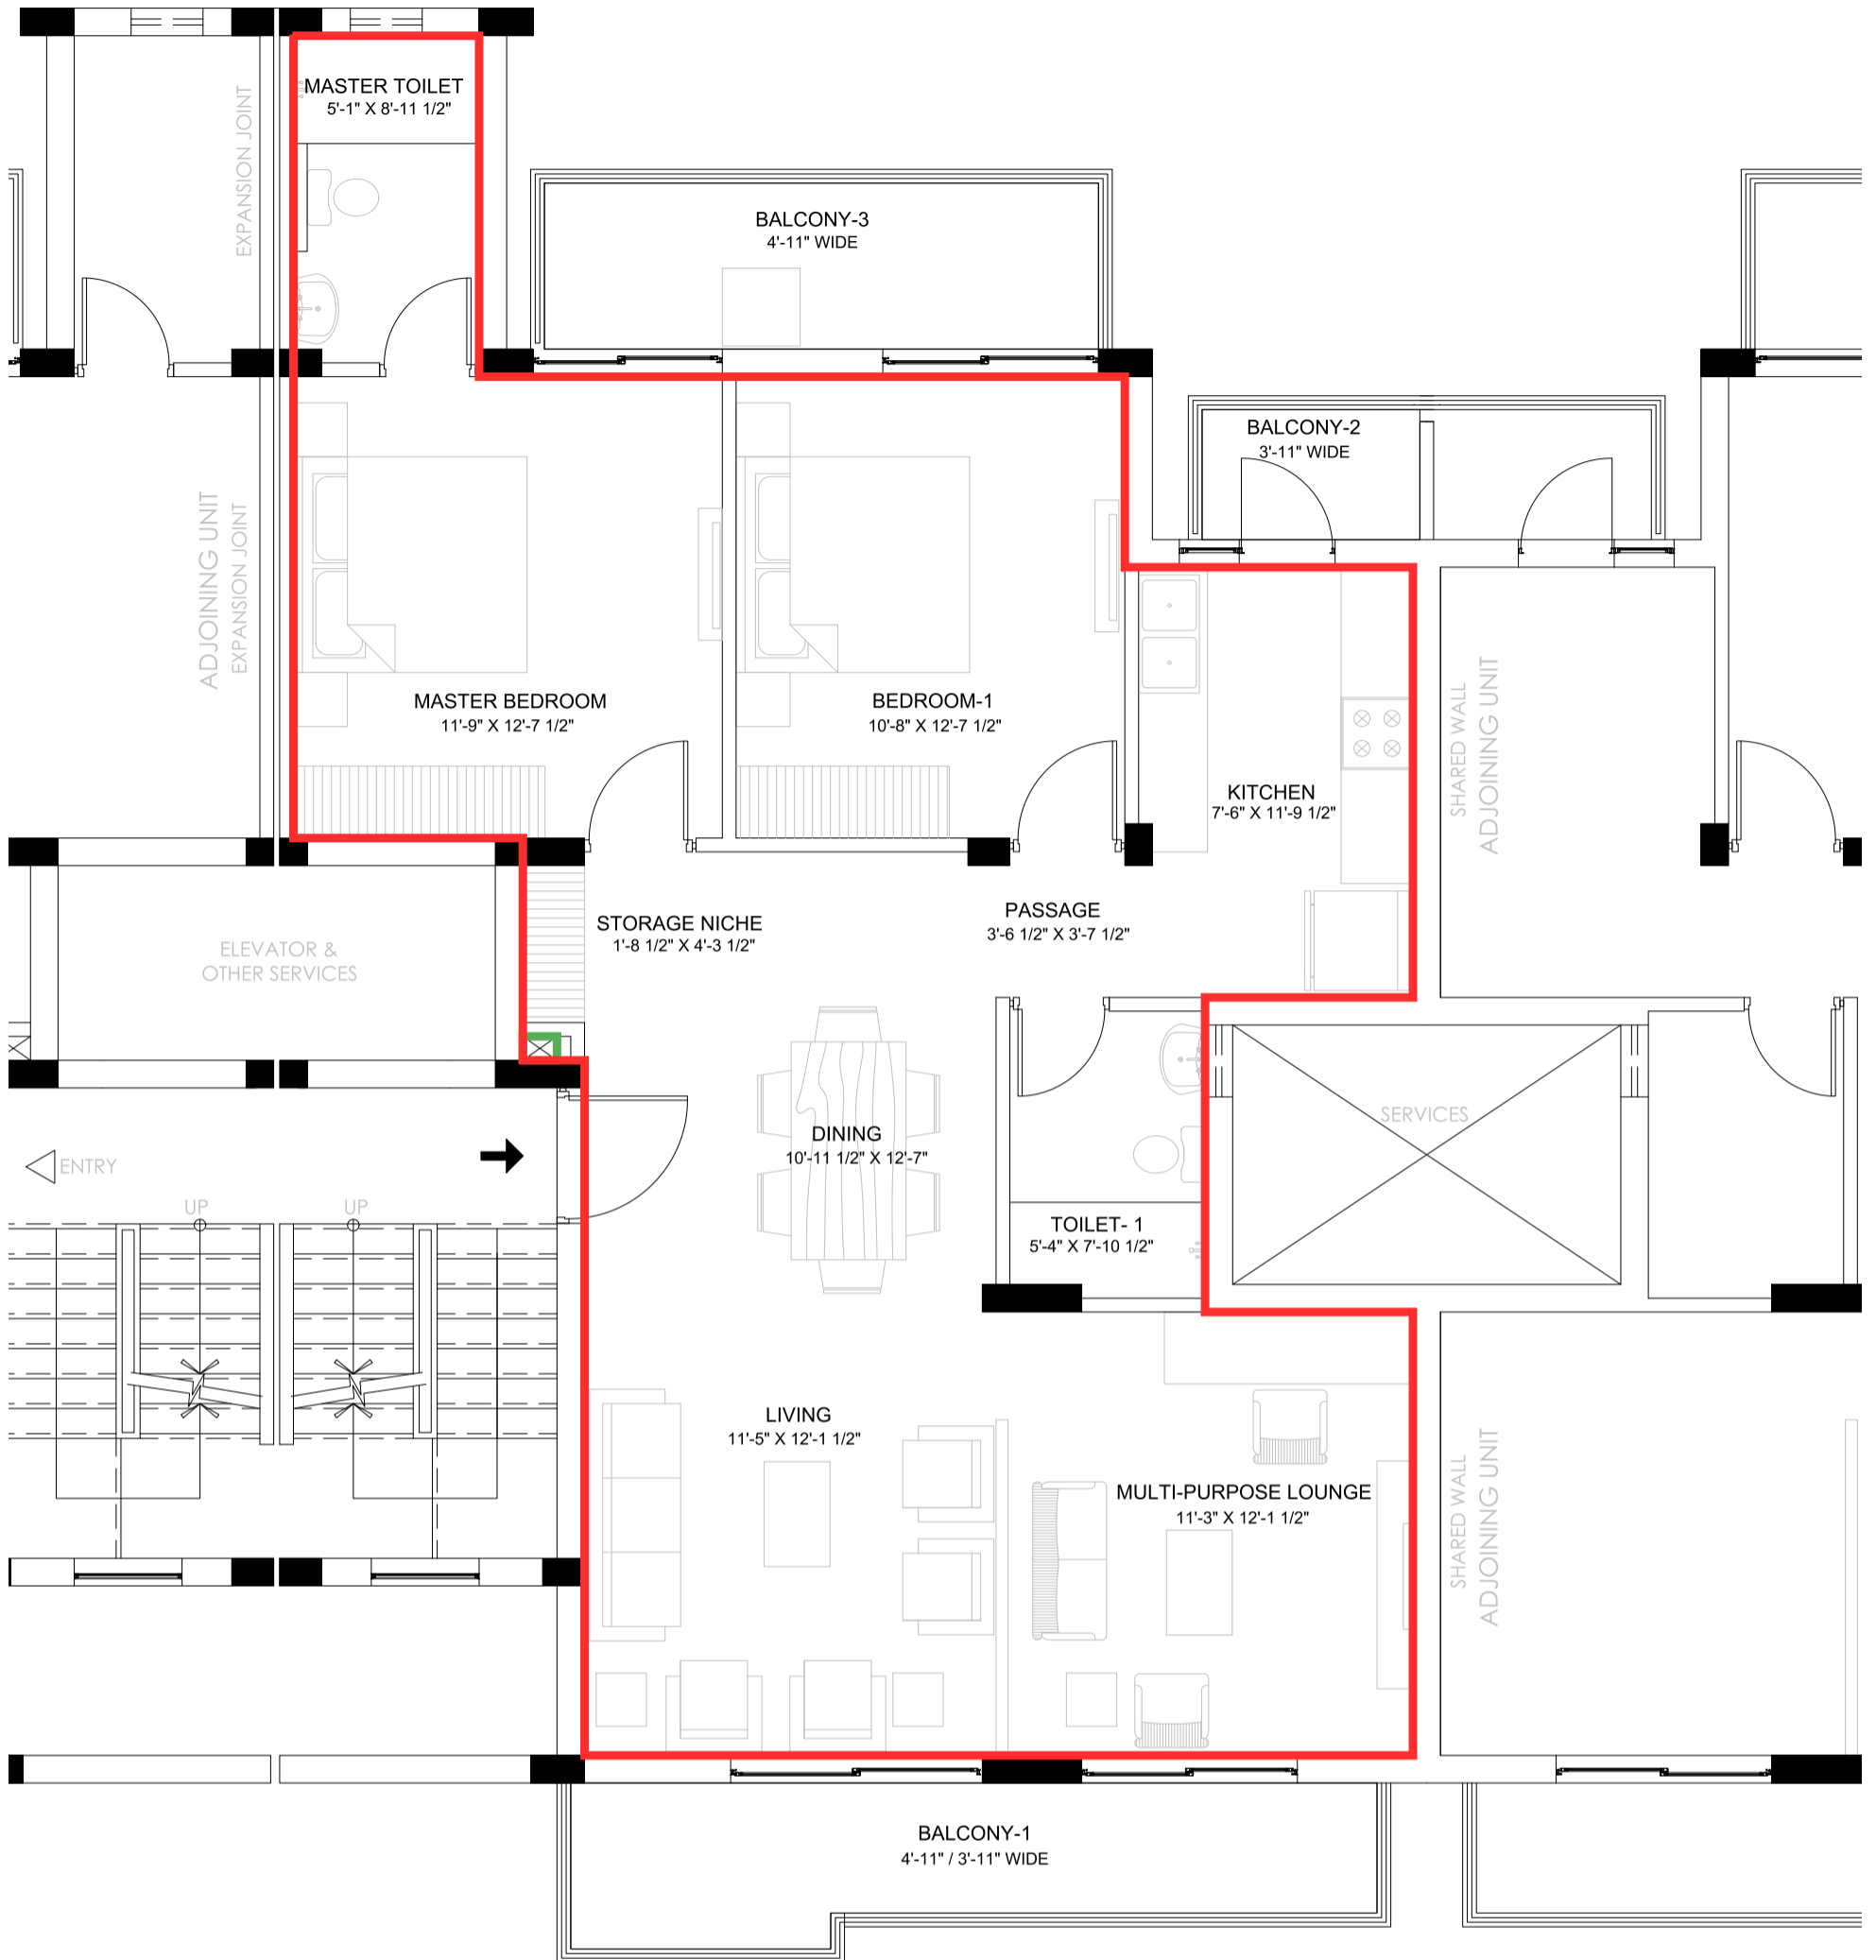 MASTER TOILET
5'-1" X 8'-11 1/2"
EXPANSION JOINT
BALCONY-3
4'-11" WIDE
BALCONY-2
3'-11" WIDE
ADJOINING UNIT
EXPANSION JOINT
MASTER BEDROOM
11'-9" X 12'-7 1/2"
BEDROOM-1
10'-8" X 12'-7 1/2"
KITCHEN
7'-6" X 11'-9 1/2"
SHARED WALL
ADJOINING UNIT
ELEVATOR &
OTHER SERVICES
STORAGE NICHE
1'-8 1/2" X 4'-3 1/2"
PASSAGE
3'-6 1/2" X 3'-7 1/2"
SERVICES
DINING
10'-11 1/2" X 12'-7"
ENTRY
UP
UP
TOILET- 1
5'-4" X 7'-10 1/2"
LIVING
11'-5" X 12'-1 1/2"
MULTI-PURPOSE LOUNGE
11'-3" X 12'-1 1/2"
SHARED WALL
ADJOINING UNIT
BALCONY-1
4'-11" / 3'-11" WIDE